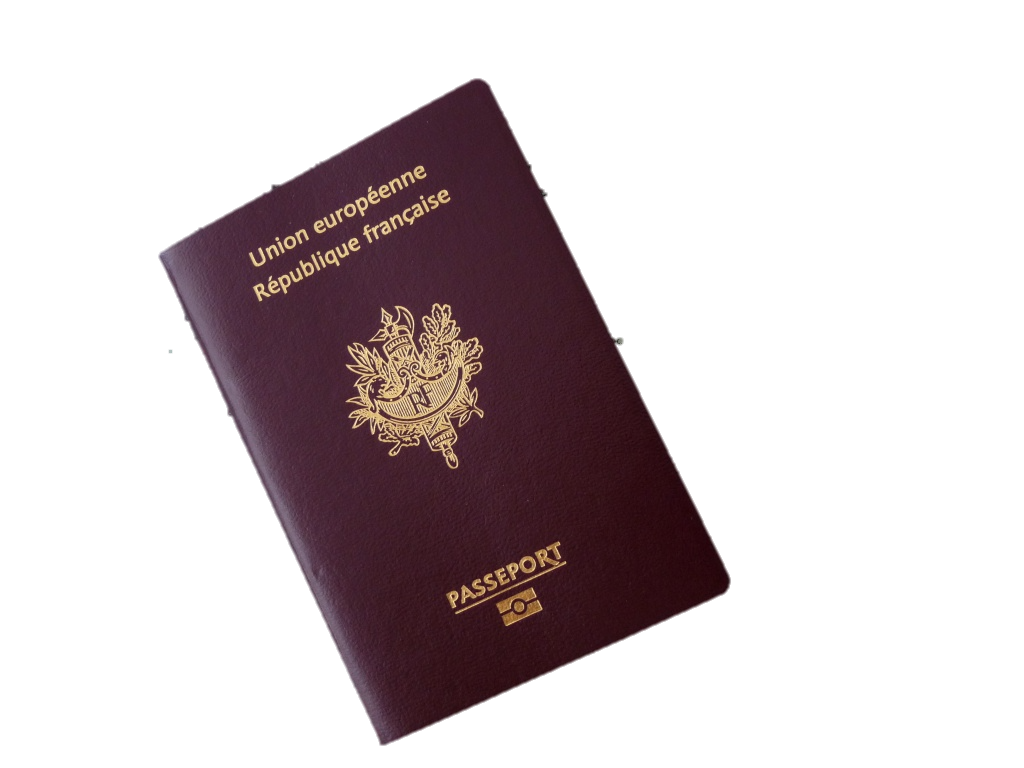 Union européenne
République française
RF
PASSEPORT